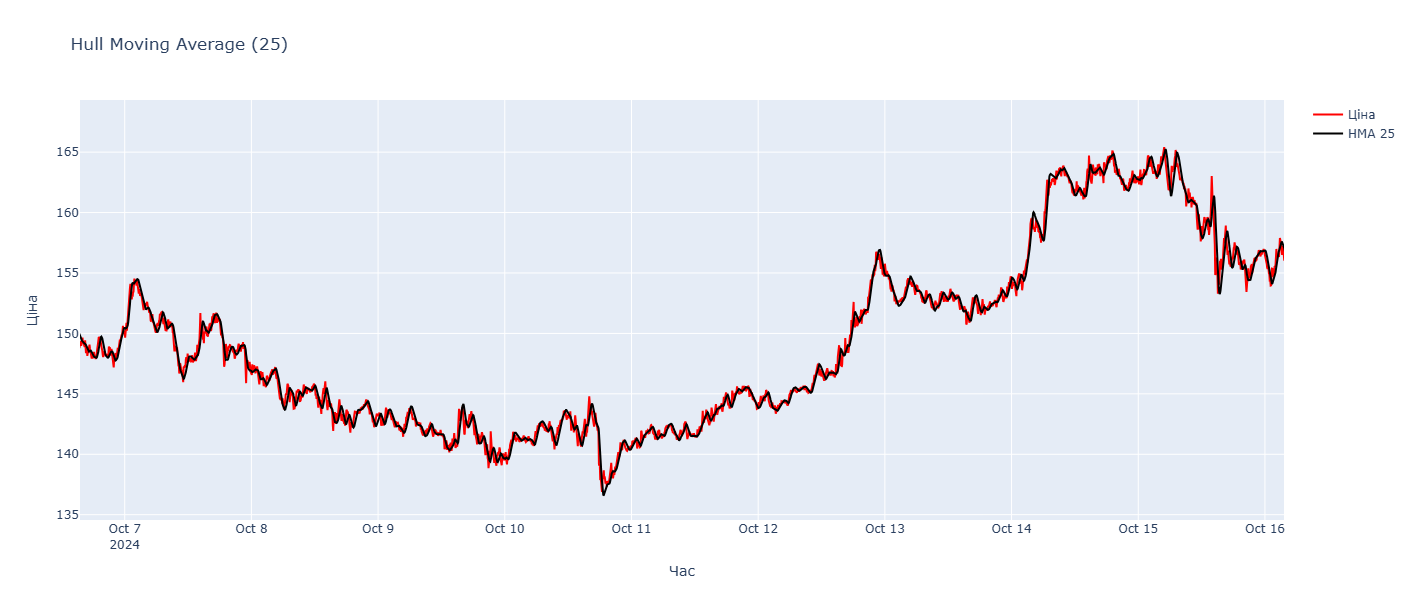 Hull Moving Average (25)
Ціна
HMA 25
165
160
155
150
145
140
135
Ціна
Oct 7
2024
Oct 8
Oct 9
Oct 10
Oct 11
Oct 12
Oct 13
Oct 14
Oct 15
Oct 16
Час